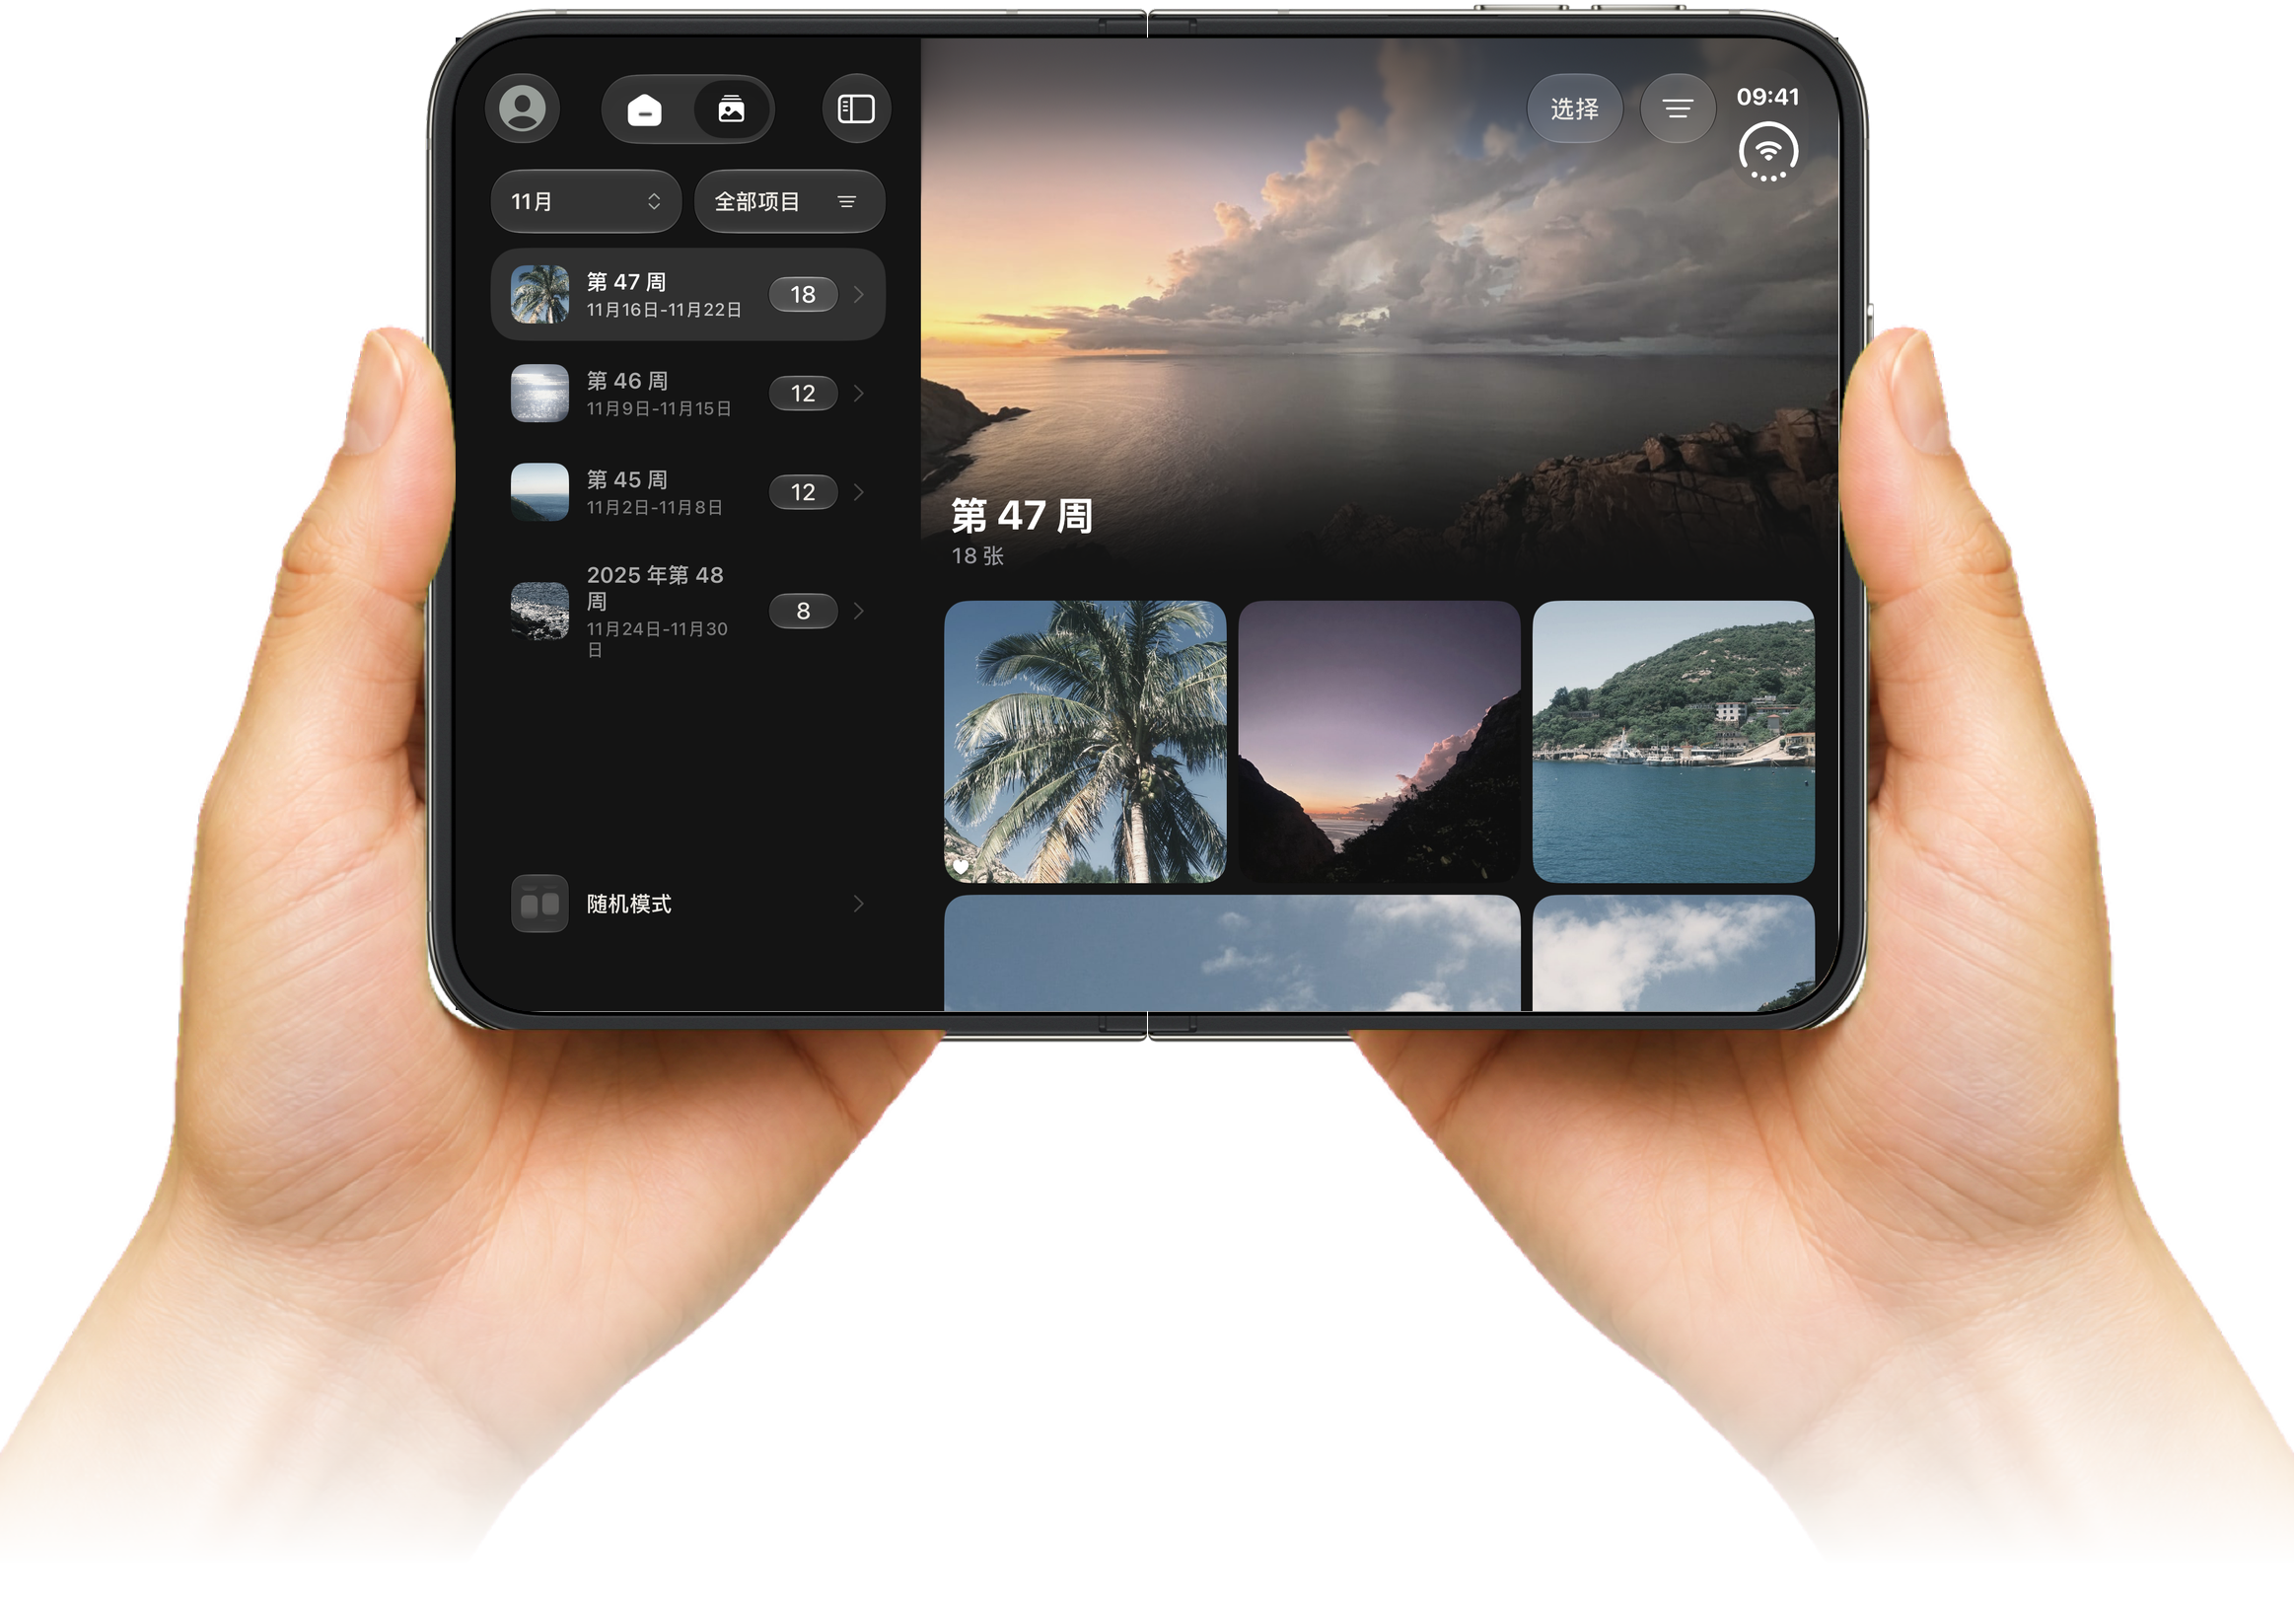 11月
全部项目
第 47 周
11月16日-11月22日
18
第 46 周
11月9日-11月15日
12
第 45 周
11月2日-11月8日
12
2025 年第 48
周
11月24日-11月30
日
8
随机模式
选择
09:41
第 47 周
18 张